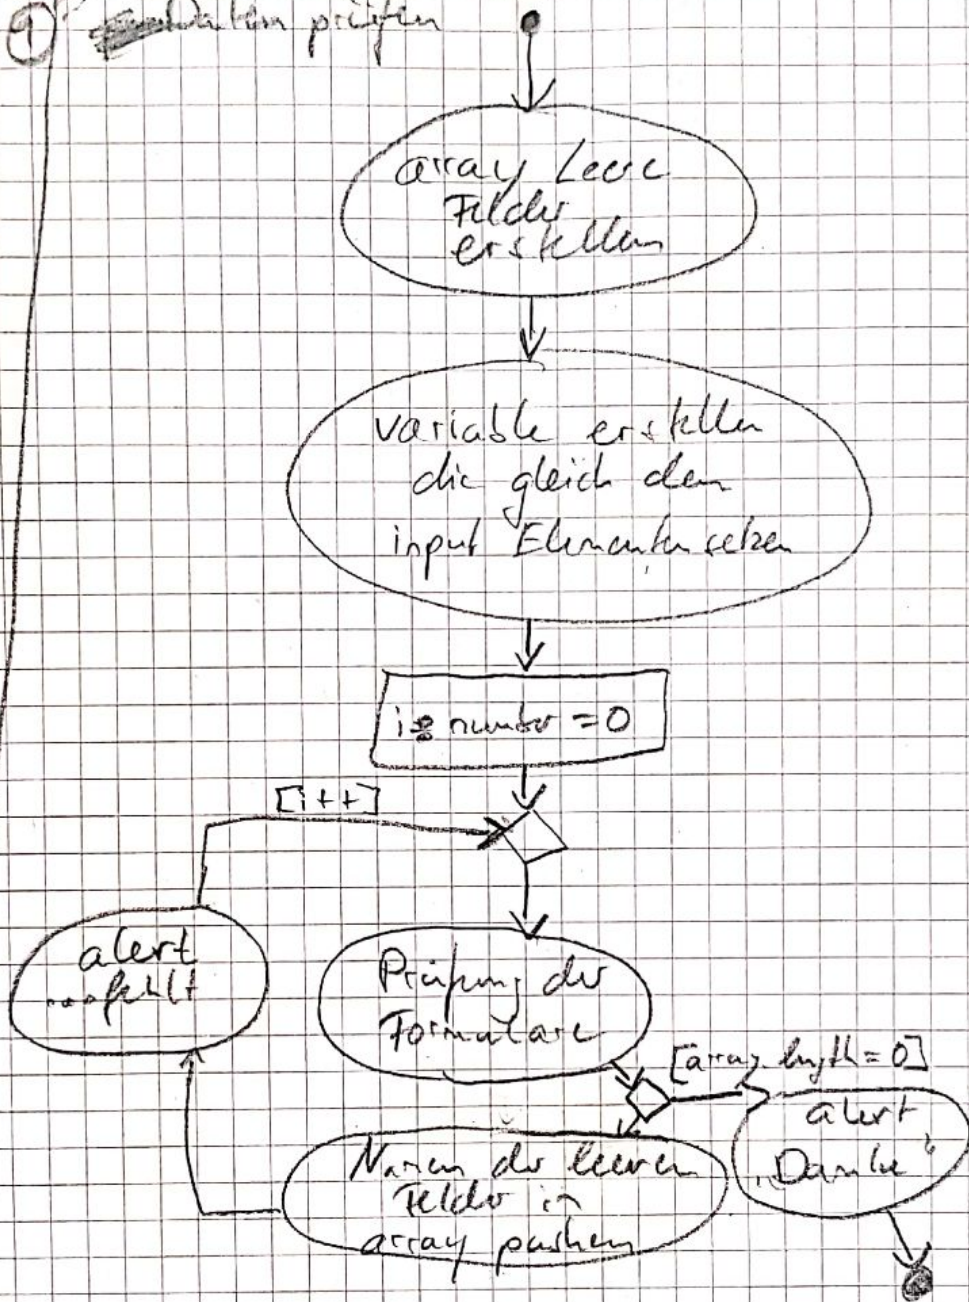 ① Daten prüfen
array Leere
Felder
erstellen
variable erstellen
die gleich den
input Elementen setzen
i: number = 0
[i++]
alert
...fehlt
Prüfung der
Formulare
[array.length = 0]
alert
„Danke"
Namen der leeren
Felder in
array pushen